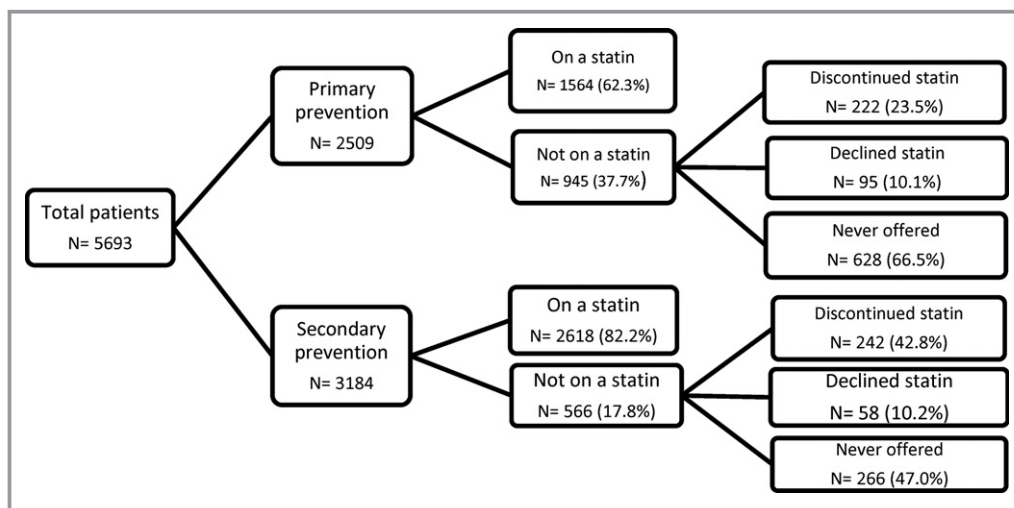 Total patients
N= 5693
Primary
prevention
N= 2509
On a statin
N= 1564 (62.3%)
Not on a statin
N= 945 (37.7%)
Discontinued statin
N= 222 (23.5%)
Declined statin
N= 95 (10.1%)
Never offered
N= 628 (66.5%)
Secondary
prevention
N= 3184
On a statin
N= 2618 (82.2%)
Not on a statin
N= 566 (17.8%)
Discontinued statin
N= 242 (42.8%)
Declined statin
N= 58 (10.2%)
Never offered
N= 266 (47.0%)